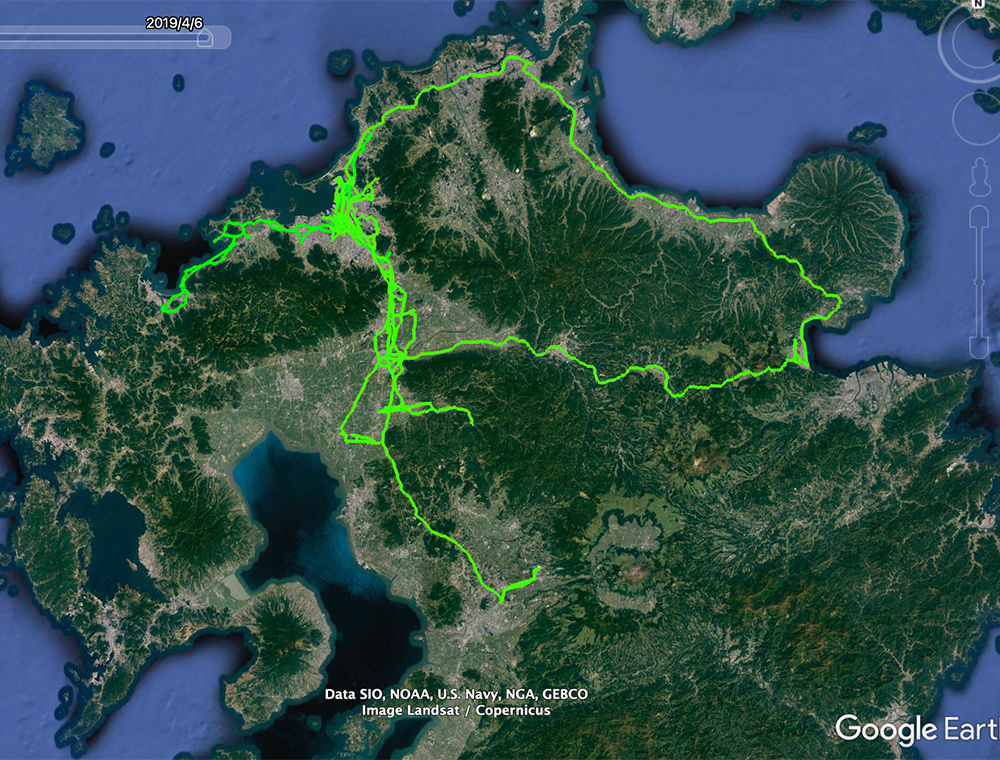 N
2019/4/6
Data SIO, NOAA, U.S. Navy, NGA, GEBCO
Image Landsat / Copernicus
Google Earth